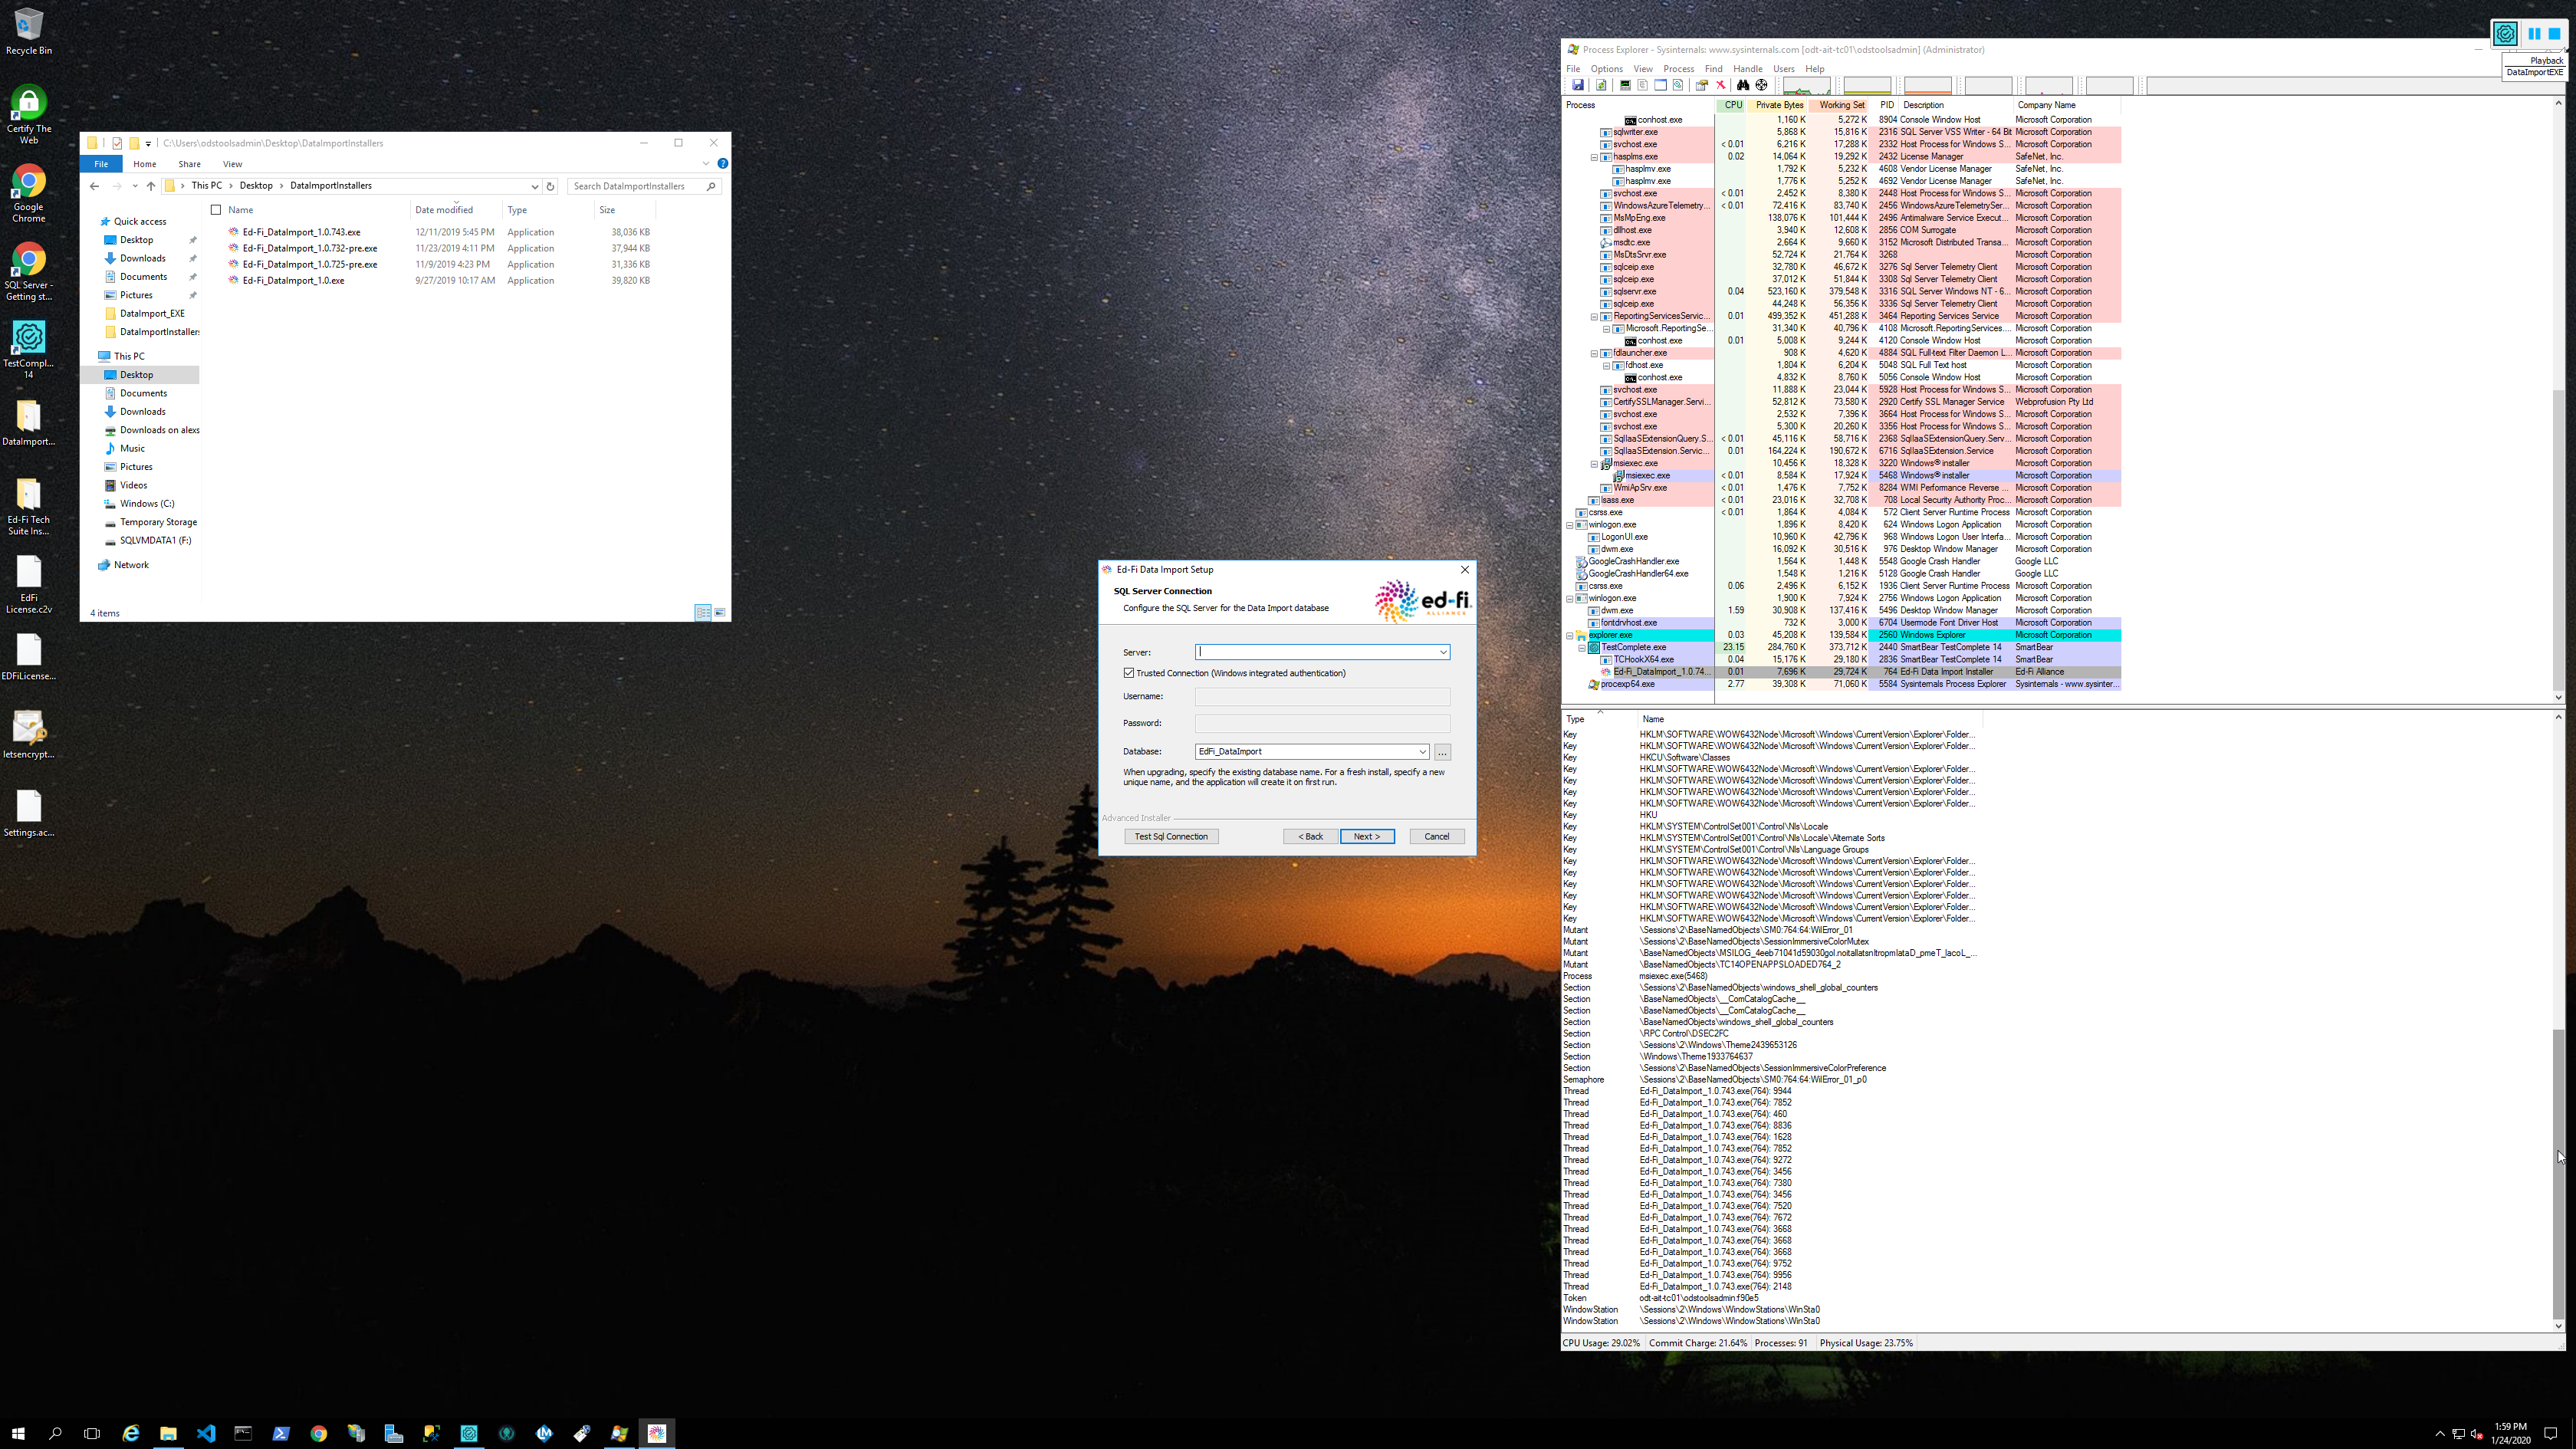 Recycle Bin
Certify The
Web
Google
Chrome
SQL Server -
Getting st...
TestCompl...
14
DataImport...
Ed-Fi Tech
Suite Ins...
EdFi
License.c2v
EDFiLicense...
letsencrypt...
Settings.ac...
C:\Users\odstoolsadmin\Desktop\DataImportInstallers
File Home Share View
This PC > Desktop > DataImportInstallers
Search DataImportInstallers
Name Date modified Type Size
Ed-Fi_DataImport_1.0.743.exe 12/11/2019 5:45 PM Application 38,036 KB
Ed-Fi_DataImport_1.0.732-pre.exe 11/23/2019 4:11 PM Application 37,944 KB
Ed-Fi_DataImport_1.0.725-pre.exe 11/9/2019 4:23 PM Application 31,336 KB
Ed-Fi_DataImport_1.0.exe 9/27/2019 10:17 AM Application 39,820 KB
Quick access
Desktop
Downloads
Documents
Pictures
DataImport_EXE
DataImportInstallers
This PC
Desktop
Documents
Downloads
Downloads on alexs
Music
Pictures
Videos
Windows (C:)
Temporary Storage
SQLVMDATA1 (F:)
Network
4 items
Ed-Fi Data Import Setup
SQL Server Connection
Configure the SQL Server for the Data Import database
ed-fi
ALLIANCE
Server:
Trusted Connection (Windows integrated authentication)
Username:
Password:
Database: EdFi_DataImport ...
When upgrading, specify the existing database name. For a fresh install, specify a new
unique name, and the application will create it on first run.
Advanced Installer
Test Sql Connection < Back Next > Cancel
Process Explorer - Sysinternals: www.sysinternals.com [odt-ait-tc01\odstoolsadmin] (Administrator)
File Options View Process Find Handle Users Help
Playback
DataImportEXE
Process CPU Private Bytes Working Set PID Description Company Name
conhost.exe 1,160 K 5,272 K 8904 Console Window Host Microsoft Corporation
sqlwriter.exe 5,868 K 15,816 K 2316 SQL Server VSS Writer - 64 Bit Microsoft Corporation
svchost.exe < 0.01 6,216 K 17,288 K 2332 Host Process for Windows S... Microsoft Corporation
hasplms.exe 0.02 14,064 K 19,292 K 2432 License Manager SafeNet, Inc.
hasplmv.exe 1,792 K 5,232 K 4608 Vendor License Manager SafeNet, Inc.
hasplmv.exe 1,776 K 5,252 K 4692 Vendor License Manager SafeNet, Inc.
svchost.exe < 0.01 2,452 K 8,380 K 2448 Host Process for Windows S... Microsoft Corporation
WindowsAzureTelemetry... < 0.01 72,416 K 83,740 K 2456 WindowsAzureTelemetrySer... Microsoft Corporation
MsMpEng.exe 138,076 K 101,444 K 2496 Antimalware Service Execut... Microsoft Corporation
dllhost.exe 3,940 K 12,608 K 2856 COM Surrogate Microsoft Corporation
msdtc.exe 2,664 K 9,660 K 3152 Microsoft Distributed Transa... Microsoft Corporation
MsDtsSrvr.exe 52,724 K 21,764 K 3268 Microsoft Corporation
sqlceip.exe 32,780 K 46,672 K 3276 Sql Server Telemetry Client Microsoft Corporation
sqlceip.exe 37,012 K 51,844 K 3308 Sql Server Telemetry Client Microsoft Corporation
sqlservr.exe 0.04 523,160 K 379,548 K 3316 SQL Server Windows NT - 6... Microsoft Corporation
sqlceip.exe 44,248 K 56,356 K 3336 Sql Server Telemetry Client Microsoft Corporation
ReportingServicesServic... 0.01 499,352 K 451,288 K 3464 Reporting Services Service Microsoft Corporation
Microsoft.ReportingSe... 31,340 K 40,796 K 4108 Microsoft.ReportingServices.... Microsoft Corporation
conhost.exe 0.01 5,008 K 9,244 K 4120 Console Window Host Microsoft Corporation
fdlauncher.exe 908 K 4,620 K 4884 SQL Full-text Filter Daemon L... Microsoft Corporation
fdhost.exe 1,804 K 6,204 K 5048 SQL Full Text host Microsoft Corporation
conhost.exe 4,832 K 8,760 K 5056 Console Window Host Microsoft Corporation
svchost.exe 11,888 K 23,044 K 5928 Host Process for Windows S... Microsoft Corporation
CertifySSLManager.Servi... 52,812 K 73,580 K 2920 Certify SSL Manager Service Webprofusion Pty Ltd
svchost.exe 2,532 K 7,396 K 3664 Host Process for Windows S... Microsoft Corporation
svchost.exe 5,300 K 20,260 K 3356 Host Process for Windows S... Microsoft Corporation
SqlIaaSExtensionQuery.S... < 0.01 45,116 K 58,716 K 2368 SqlIaaSExtensionQuery.Serv... Microsoft Corporation
SqlIaaSExtension.Servic... 0.01 164,224 K 190,672 K 6716 SqlIaaSExtension.Service Microsoft Corporation
msiexec.exe 10,456 K 18,328 K 3220 Windows® installer Microsoft Corporation
msiexec.exe < 0.01 8,584 K 17,924 K 5468 Windows® installer Microsoft Corporation
WmiApSrv.exe < 0.01 1,476 K 7,752 K 8284 WMI Performance Reverse ... Microsoft Corporation
lsass.exe < 0.01 23,016 K 32,708 K 708 Local Security Authority Proc... Microsoft Corporation
csrss.exe < 0.01 1,864 K 4,084 K 572 Client Server Runtime Process Microsoft Corporation
winlogon.exe 1,896 K 8,420 K 624 Windows Logon Application Microsoft Corporation
LogonUI.exe 10,960 K 42,796 K 968 Windows Logon User Interfa... Microsoft Corporation
dwm.exe 16,092 K 30,516 K 976 Desktop Window Manager Microsoft Corporation
GoogleCrashHandler.exe 1,564 K 1,448 K 5548 Google Crash Handler Google LLC
GoogleCrashHandler64.exe 1,548 K 1,216 K 5128 Google Crash Handler Google LLC
csrss.exe 0.06 2,496 K 6,152 K 1936 Client Server Runtime Process Microsoft Corporation
winlogon.exe 1,900 K 7,924 K 2756 Windows Logon Application Microsoft Corporation
dwm.exe 1.59 30,908 K 137,416 K 5496 Desktop Window Manager Microsoft Corporation
fontdrvhost.exe 732 K 3,000 K 6704 Usermode Font Driver Host Microsoft Corporation
explorer.exe 0.03 45,208 K 139,584 K 2560 Windows Explorer Microsoft Corporation
TestComplete.exe 23.15 284,760 K 373,712 K 2440 SmartBear TestComplete 14 SmartBear
TCHookX64.exe 0.04 15,176 K 29,180 K 2836 SmartBear TestComplete 14 SmartBear
Ed-Fi_DataImport_1.0.74... 0.01 7,696 K 29,724 K 764 Ed-Fi Data Import Installer Ed-Fi Alliance
procexp64.exe 2.77 39,308 K 71,060 K 5584 Sysinternals Process Explorer Sysinternals - www.sysinter...
Type Name
Key HKLM\SOFTWARE\WOW6432Node\Microsoft\Windows\CurrentVersion\Explorer\Folder...
Key HKLM\SOFTWARE\WOW6432Node\Microsoft\Windows\CurrentVersion\Explorer\Folder...
Key HKCU\Software\Classes
Key HKLM\SOFTWARE\WOW6432Node\Microsoft\Windows\CurrentVersion\Explorer\Folder...
Key HKLM\SOFTWARE\WOW6432Node\Microsoft\Windows\CurrentVersion\Explorer\Folder...
Key HKLM\SOFTWARE\WOW6432Node\Microsoft\Windows\CurrentVersion\Explorer\Folder...
Key HKLM\SOFTWARE\WOW6432Node\Microsoft\Windows\CurrentVersion\Explorer\Folder...
Key HKU
Key HKLM\SYSTEM\ControlSet001\Control\Nls\Locale
Key HKLM\SYSTEM\ControlSet001\Control\Nls\Locale\Alternate Sorts
Key HKLM\SYSTEM\ControlSet001\Control\Nls\Language Groups
Key HKLM\SOFTWARE\WOW6432Node\Microsoft\Windows\CurrentVersion\Explorer\Folder...
Key HKLM\SOFTWARE\WOW6432Node\Microsoft\Windows\CurrentVersion\Explorer\Folder...
Key HKLM\SOFTWARE\WOW6432Node\Microsoft\Windows\CurrentVersion\Explorer\Folder...
Key HKLM\SOFTWARE\WOW6432Node\Microsoft\Windows\CurrentVersion\Explorer\Folder...
Key HKLM\SOFTWARE\WOW6432Node\Microsoft\Windows\CurrentVersion\Explorer\Folder...
Key HKLM\SOFTWARE\WOW6432Node\Microsoft\Windows\CurrentVersion\Explorer\Folder...
Mutant \Sessions\2\BaseNamedObjects\SM0:764:64:WilError_01
Mutant \Sessions\2\BaseNamedObjects\SessionImmersiveColorMutex
Mutant \BaseNamedObjects\MSILOG_4eeb71041d59030gol.noitallatsnItropmIataD_pmeT_lacoL_...
Mutant \BaseNamedObjects\TC14OPENAPPSLOADED764_2
Process msiexec.exe(5468)
Section \Sessions\2\BaseNamedObjects\windows_shell_global_counters
Section \BaseNamedObjects\__ComCatalogCache__
Section \BaseNamedObjects\__ComCatalogCache__
Section \BaseNamedObjects\windows_shell_global_counters
Section \RPC Control\DSEC2FC
Section \Sessions\2\Windows\Theme2439653126
Section \Windows\Theme1933764637
Section \Sessions\2\BaseNamedObjects\SessionImmersiveColorPreference
Semaphore \Sessions\2\BaseNamedObjects\SM0:764:64:WilError_01_p0
Thread Ed-Fi_DataImport_1.0.743.exe(764): 9944
Thread Ed-Fi_DataImport_1.0.743.exe(764): 7852
Thread Ed-Fi_DataImport_1.0.743.exe(764): 460
Thread Ed-Fi_DataImport_1.0.743.exe(764): 8836
Thread Ed-Fi_DataImport_1.0.743.exe(764): 1628
Thread Ed-Fi_DataImport_1.0.743.exe(764): 7852
Thread Ed-Fi_DataImport_1.0.743.exe(764): 9272
Thread Ed-Fi_DataImport_1.0.743.exe(764): 3456
Thread Ed-Fi_DataImport_1.0.743.exe(764): 7380
Thread Ed-Fi_DataImport_1.0.743.exe(764): 3456
Thread Ed-Fi_DataImport_1.0.743.exe(764): 7520
Thread Ed-Fi_DataImport_1.0.743.exe(764): 7672
Thread Ed-Fi_DataImport_1.0.743.exe(764): 3668
Thread Ed-Fi_DataImport_1.0.743.exe(764): 3668
Thread Ed-Fi_DataImport_1.0.743.exe(764): 3668
Thread Ed-Fi_DataImport_1.0.743.exe(764): 9752
Thread Ed-Fi_DataImport_1.0.743.exe(764): 9956
Thread Ed-Fi_DataImport_1.0.743.exe(764): 2148
Token odt-ait-tc01\odstoolsadmin:f90e5
WindowStation \Sessions\2\Windows\WindowStations\WinSta0
WindowStation \Sessions\2\Windows\WindowStations\WinSta0
CPU Usage: 29.02% Commit Charge: 21.64% Processes: 91 Physical Usage: 23.75%
1:59 PM
1/24/2020